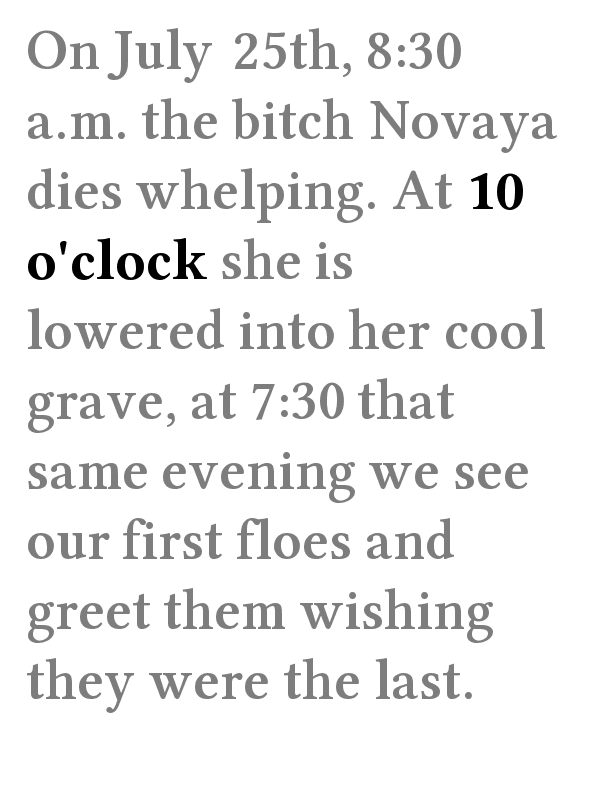 On July 25th, 8:30
a.m. the bitch Novaya
dies whelping. At 10
o'clock she is
lowered into her cool
grave, at 7:30 that
same evening we see
our first floes and
greet them wishing
they were the last.